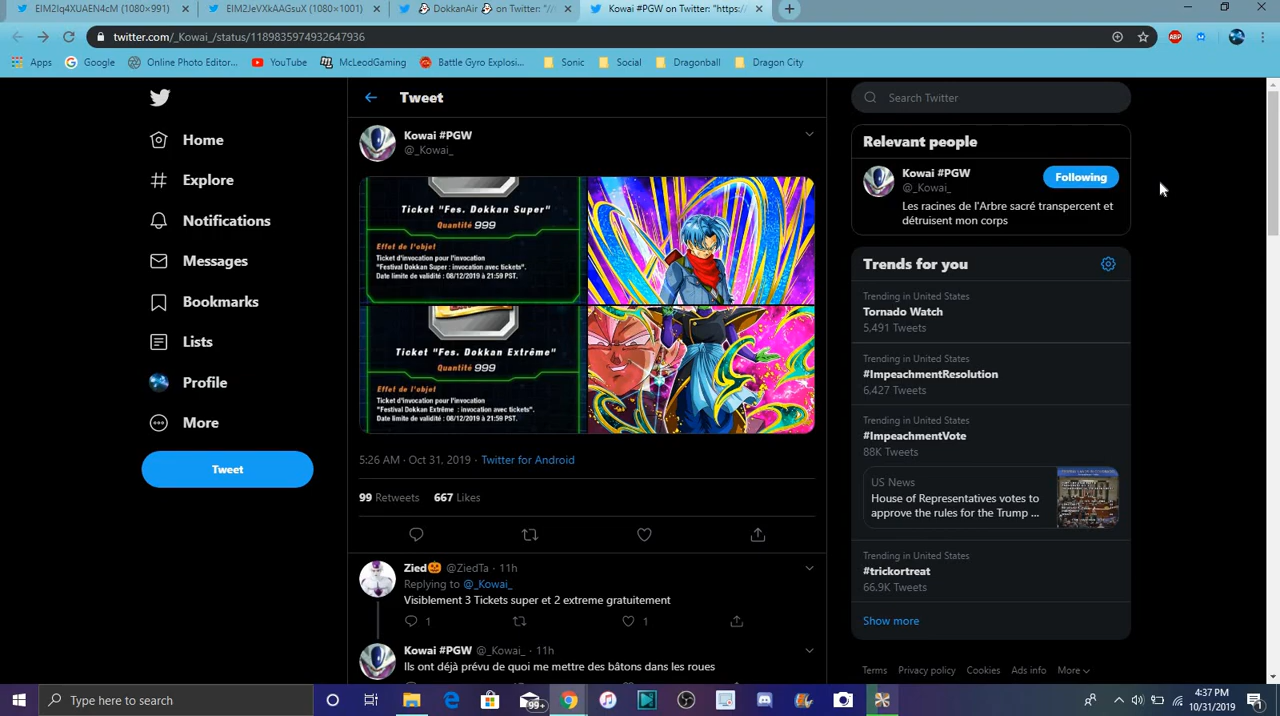 EIM2Iq4XUAEN4cM (1080×991)
EIM2JeVXkAAGsuX (1080×1001)
DokkanAir on Twitter: "//
Kowai #PGW on Twitter: "https:/
twitter.com/_Kowai_/status/1189835974932647936
Apps
Google
Online Photo Editor...
YouTube
McLeodGaming
Battle Gyro Explosi...
Sonic
Social
Dragonball
Dragon City
Home
Explore
Notifications
Messages
Bookmarks
Lists
Profile
More
Tweet
Tweet
Kowai #PGW
@_Kowai_
Ticket "Fes. Dokkan Super"
Quantité 999
Effet de l'objet
Ticket d'invocation pour l'invocation
"Festival Dokkan Super : invocation avec tickets".
Date limite de validité : 08/12/2019 à 21:59 PST.
Ticket "Fes. Dokkan Extrême"
Quantité 999
Effet de l'objet
Ticket d'invocation pour l'invocation
"Festival Dokkan Extrême : invocation avec tickets".
Date limite de validité : 08/12/2019 à 21:59 PST.
5:26 AM · Oct 31, 2019 · Twitter for Android
99 Retweets 667 Likes
Zied @ZiedTa · 11h
Replying to @_Kowai_
Visiblement 3 Tickets super et 2 extreme gratuitement
1
1
Kowai #PGW @_Kowai_ · 11h
Ils ont déjà prévu de quoi me mettre des bâtons dans les roues
Search Twitter
Relevant people
Kowai #PGW
@_Kowai_
Following
Les racines de l'Arbre sacré transpercent et
détruisent mon corps
Trends for you
Trending in United States
Tornado Watch
5,491 Tweets
Trending in United States
#ImpeachmentResolution
6,427 Tweets
Trending in United States
#ImpeachmentVote
88K Tweets
US News
House of Representatives votes to
approve the rules for the Trump ...
Trending in United States
#trickortreat
66.9K Tweets
Show more
Terms Privacy policy Cookies Ads info More
Type here to search
99+
4:37 PM
10/31/2019